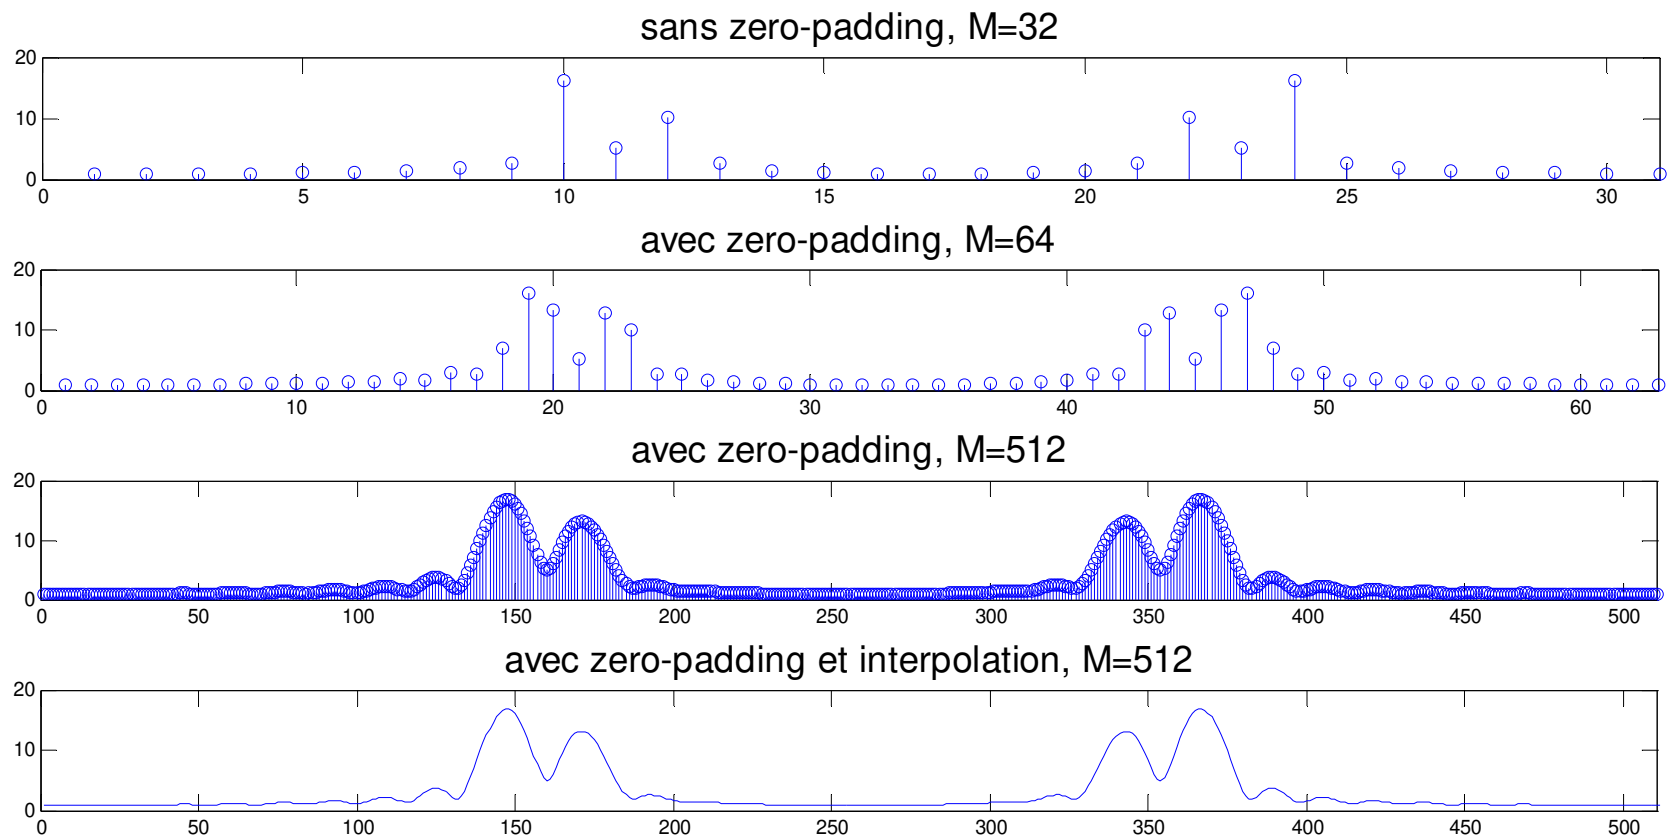 sans zero-padding, M=32
20
10
0
0 5 10 15 20 25 30
avec zero-padding, M=64
20
10
0
0 10 20 30 40 50 60
avec zero-padding, M=512
20
10
0
0 50 100 150 200 250 300 350 400 450 500
avec zero-padding et interpolation, M=512
20
10
0
0 50 100 150 200 250 300 350 400 450 500